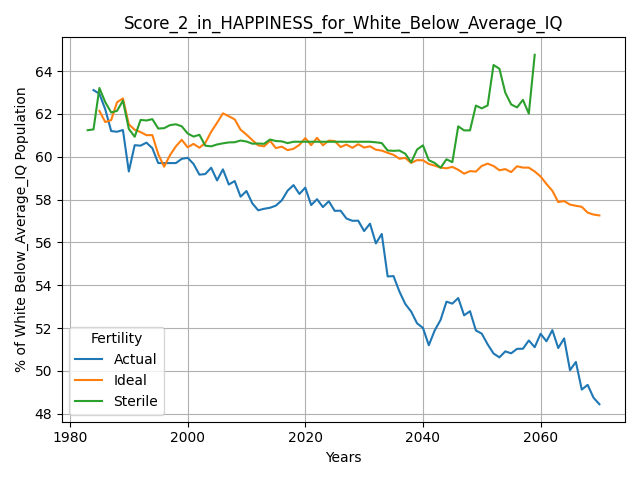 Score_2_in_HAPPINESS_for_White_Below_Average_IQ
% of White Below_Average_IQ Population
64
62
60
58
56
54
52
50
48
Fertility
Actual
Ideal
Sterile
1980
2000
2020
2040
2060
Years